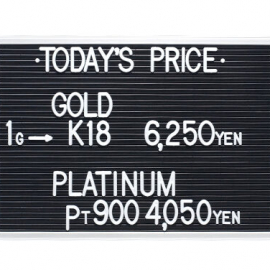 ·TODAY'S PRICE·
GOLD
1G→ K18 6,250YEN
PLATINUM
PT900 4,050YEN